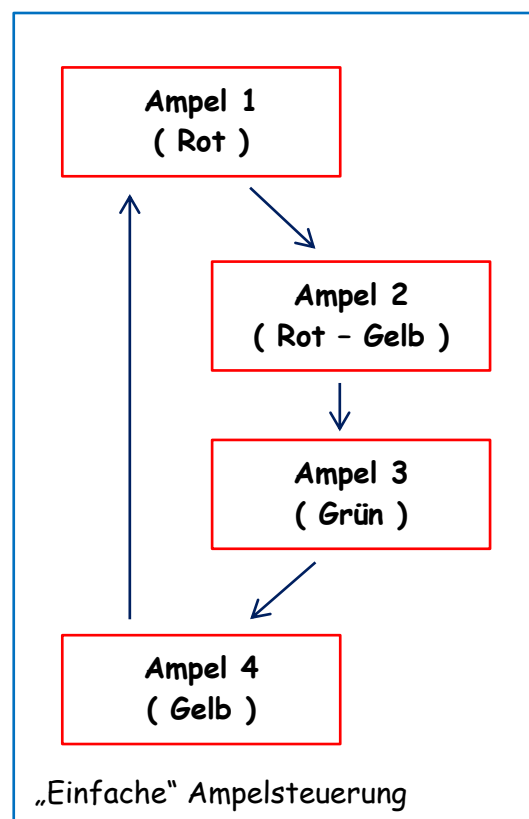 Ampel 1
( Rot )
Ampel 2
( Rot – Gelb )
Ampel 3
( Grün )
Ampel 4
( Gelb )
„Einfache“ Ampelsteuerung